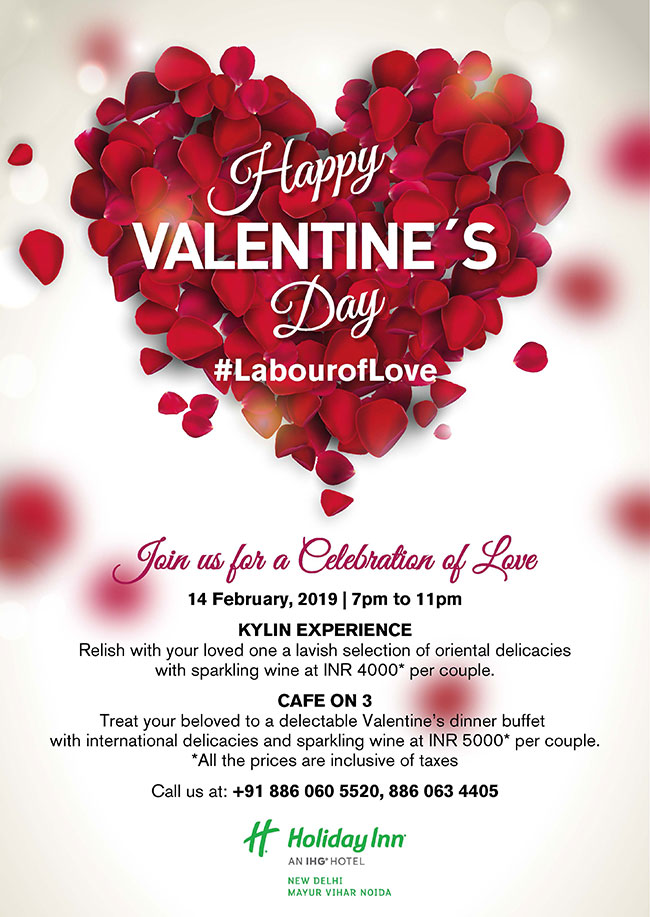 Happy
VALENTINE´S
Day
#LabourofLove
Join us for a Celebration of Love
14 February, 2019 | 7pm to 11pm
KYLIN EXPERIENCE
Relish with your loved one a lavish selection of oriental delicacies
with sparkling wine at INR 4000* per couple.
CAFE ON 3
Treat your beloved to a delectable Valentine's dinner buffet
with international delicacies and sparkling wine at INR 5000* per couple.
*All the prices are inclusive of taxes
Call us at: +91 886 060 5520, 886 063 4405
H Holiday Inn
AN IHG® HOTEL
NEW DELHI
MAYUR VIHAR NOIDA